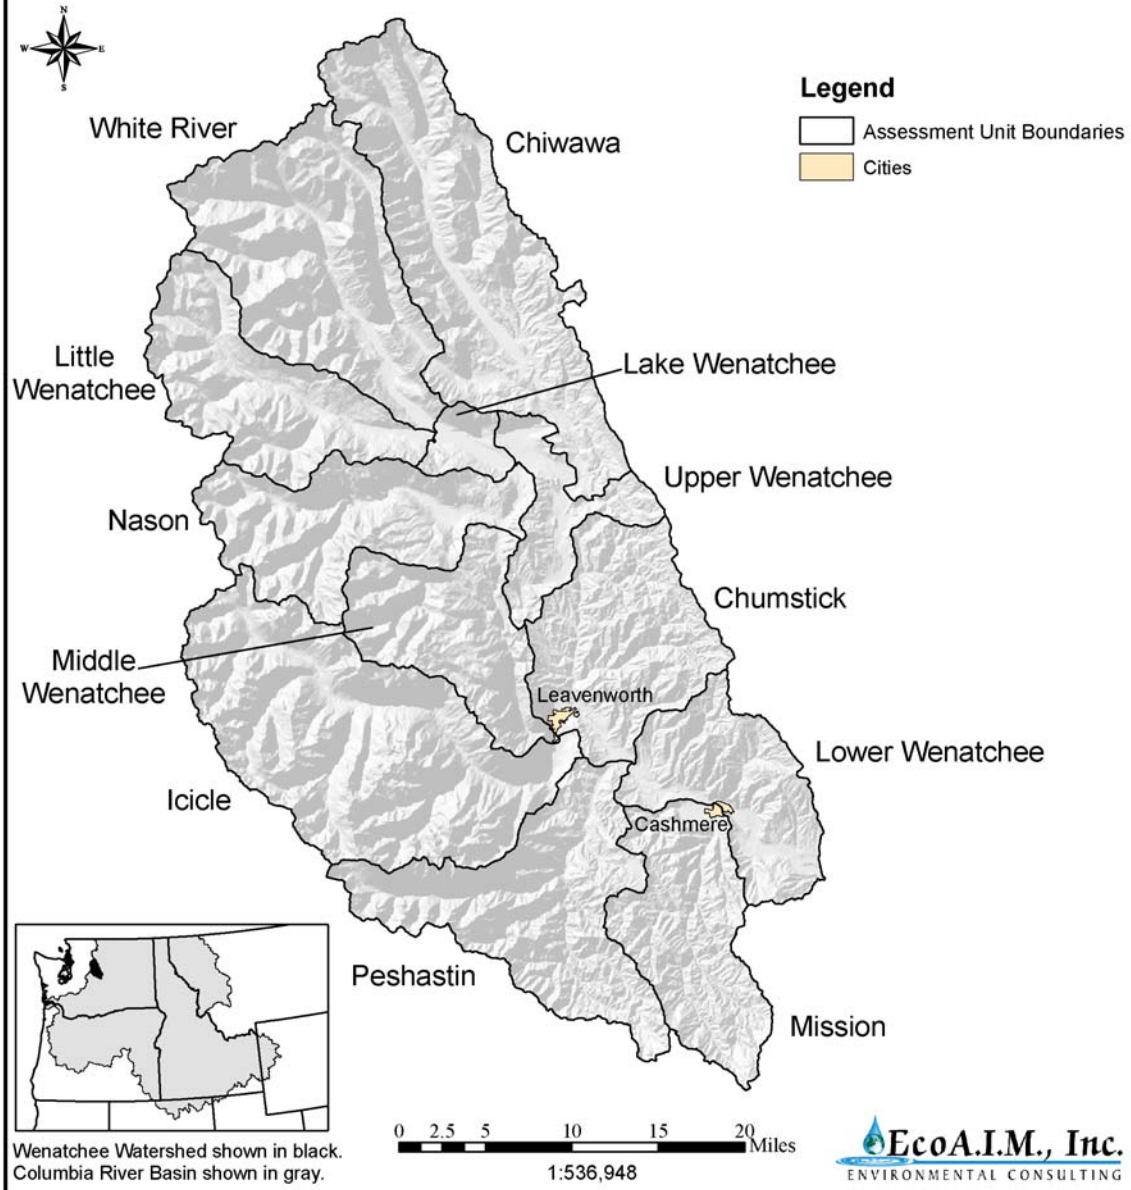 N
W
E
S
White River
Chiwawa
Legend
Assessment Unit Boundaries
Cities
Little
Wenatchee
Lake Wenatchee
Upper Wenatchee
Nason
Chumstick
Middle
Wenatchee
Leavenworth
Lower Wenatchee
Icicle
Cashmere
Peshastin
Mission
Wenatchee Watershed shown in black.
Columbia River Basin shown in gray.
0 2.5 5 10 15 20
Miles
1:536,948
EcoA.I.M., Inc.
ENVIRONMENTAL CONSULTING